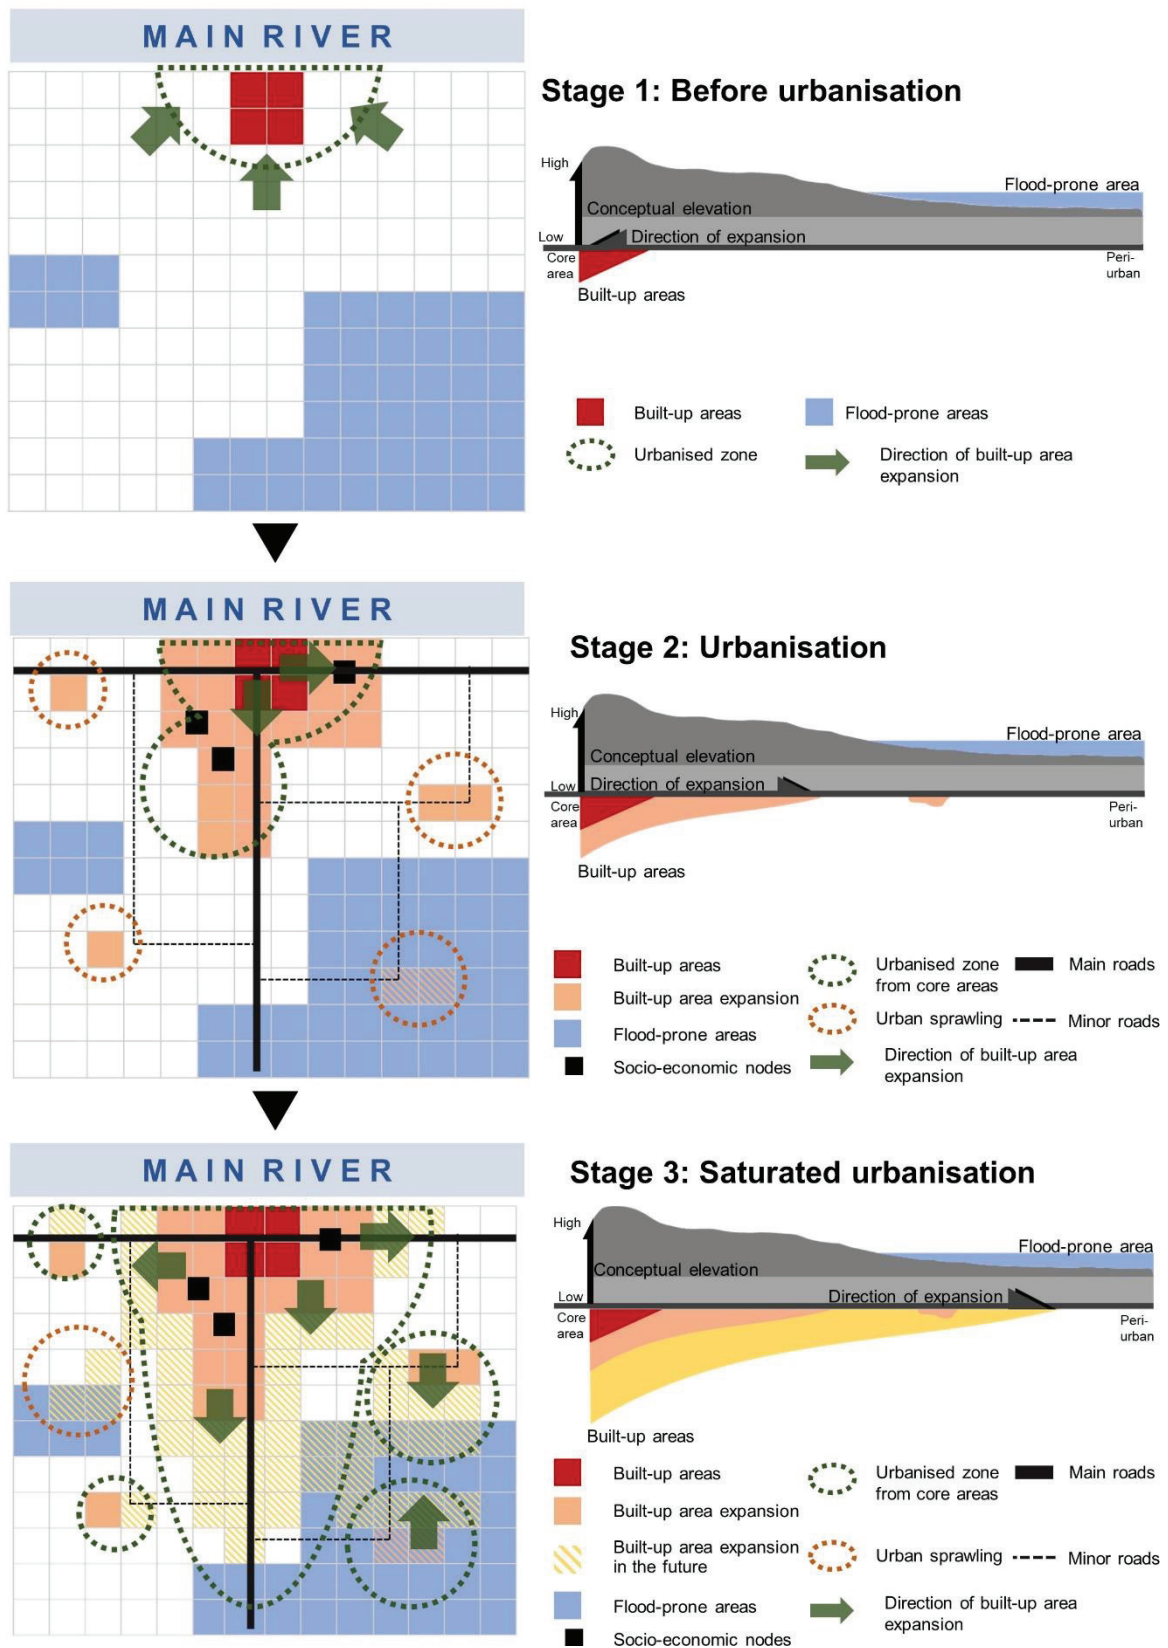 MAIN RIVER
Stage 1: Before urbanisation
High
Flood-prone area
Conceptual elevation
Low
Direction of expansion
Core
area
Peri-
urban
Built-up areas
Built-up areas
Flood-prone areas
Urbanised zone
Direction of built-up area
expansion
MAIN RIVER
Stage 2: Urbanisation
High
Flood-prone area
Conceptual elevation
Low
Direction of expansion
Core
area
Peri-
urban
Built-up areas
Built-up areas
Urbanised zone
from core areas
Main roads
Built-up area expansion
Urban sprawling
Minor roads
Flood-prone areas
Direction of built-up area
expansion
Socio-economic nodes
MAIN RIVER
Stage 3: Saturated urbanisation
High
Flood-prone area
Conceptual elevation
Low
Direction of expansion
Core
area
Peri-
urban
Built-up areas
Built-up areas
Urbanised zone
from core areas
Main roads
Built-up area expansion
Built-up area expansion
in the future
Urban sprawling
Minor roads
Flood-prone areas
Direction of built-up area
expansion
Socio-economic nodes